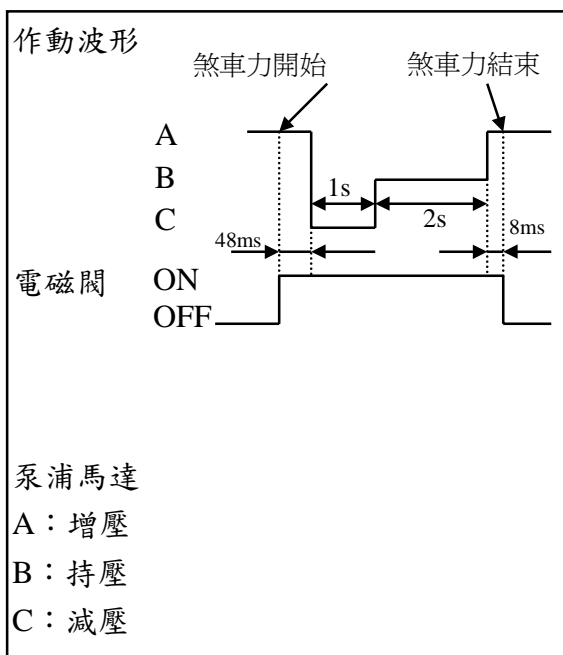 作動波形
煞車力開始
煞車力結束
A
B
C
1s
2s
48ms
8ms
電磁閥
ON
OFF
泵浦馬達
A：增壓
B：持壓
C：減壓